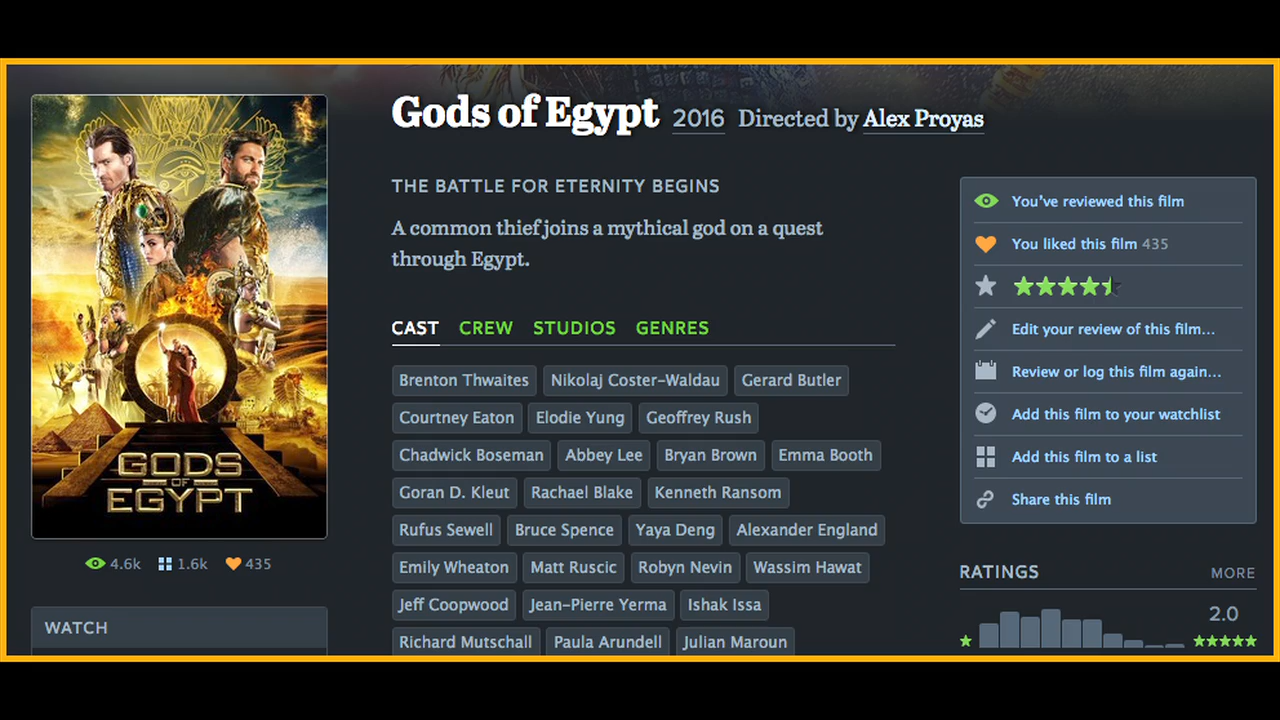 Gods of Egypt 2016 Directed by Alex Proyas
THE BATTLE FOR ETERNITY BEGINS
A common thief joins a mythical god on a quest
through Egypt.
CAST CREW STUDIOS GENRES
Brenton Thwaites Nikolaj Coster-Waldau Gerard Butler
Courtney Eaton Elodie Yung Geoffrey Rush
Chadwick Boseman Abbey Lee Bryan Brown Emma Booth
Goran D. Kleut Rachael Blake Kenneth Ransom
Rufus Sewell Bruce Spence Yaya Deng Alexander England
Emily Wheaton Matt Ruscic Robyn Nevin Wassim Hawat
Jeff Coopwood Jean-Pierre Yerma Ishak Issa
Richard Mutschall Paula Arundell Julian Maroun
GODS
OF
EGYPT
4.6k 1.6k 435
WATCH
You've reviewed this film
You liked this film 435
Edit your review of this film…
Review or log this film again…
Add this film to your watchlist
Add this film to a list
Share this film
RATINGS MORE
2.0